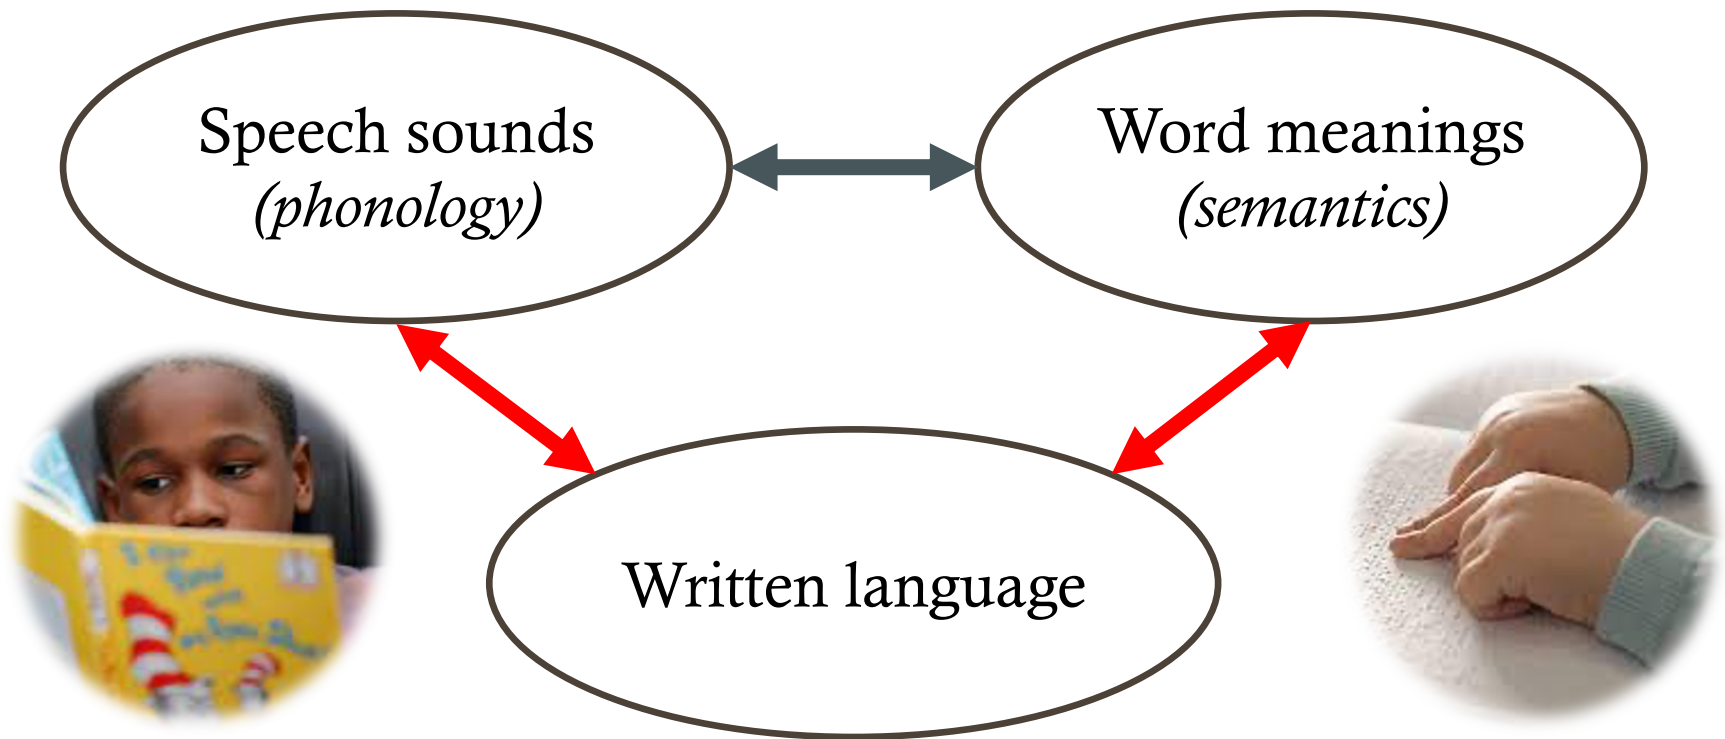 Speech sounds
(phonology)
Word meanings
(semantics)
Written language